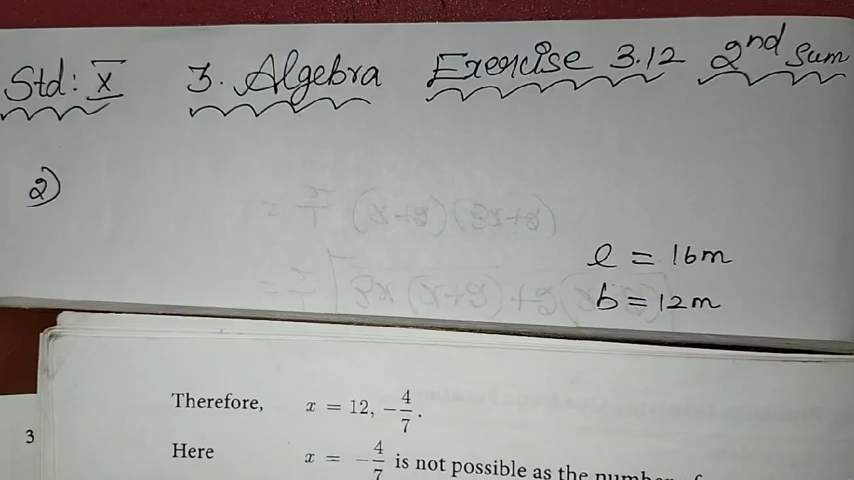 Std: X 3. Algebra Exercise 3.12 2nd Sum
2)
l = 16m
b = 12m
Therefore, x = 12, -4/7.
3
Here x = -4/7 is not possible as the number of